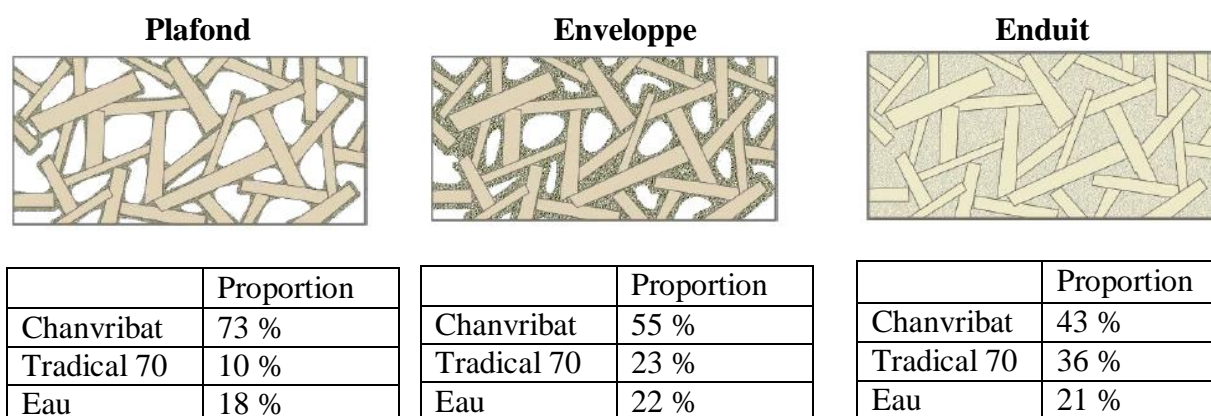 Plafond
Enveloppe
Enduit
Proportion
Chanvribat 73 %
Tradical 70 10 %
Eau 18 %
Proportion
Chanvribat 55 %
Tradical 70 23 %
Eau 22 %
Proportion
Chanvribat 43 %
Tradical 70 36 %
Eau 21 %